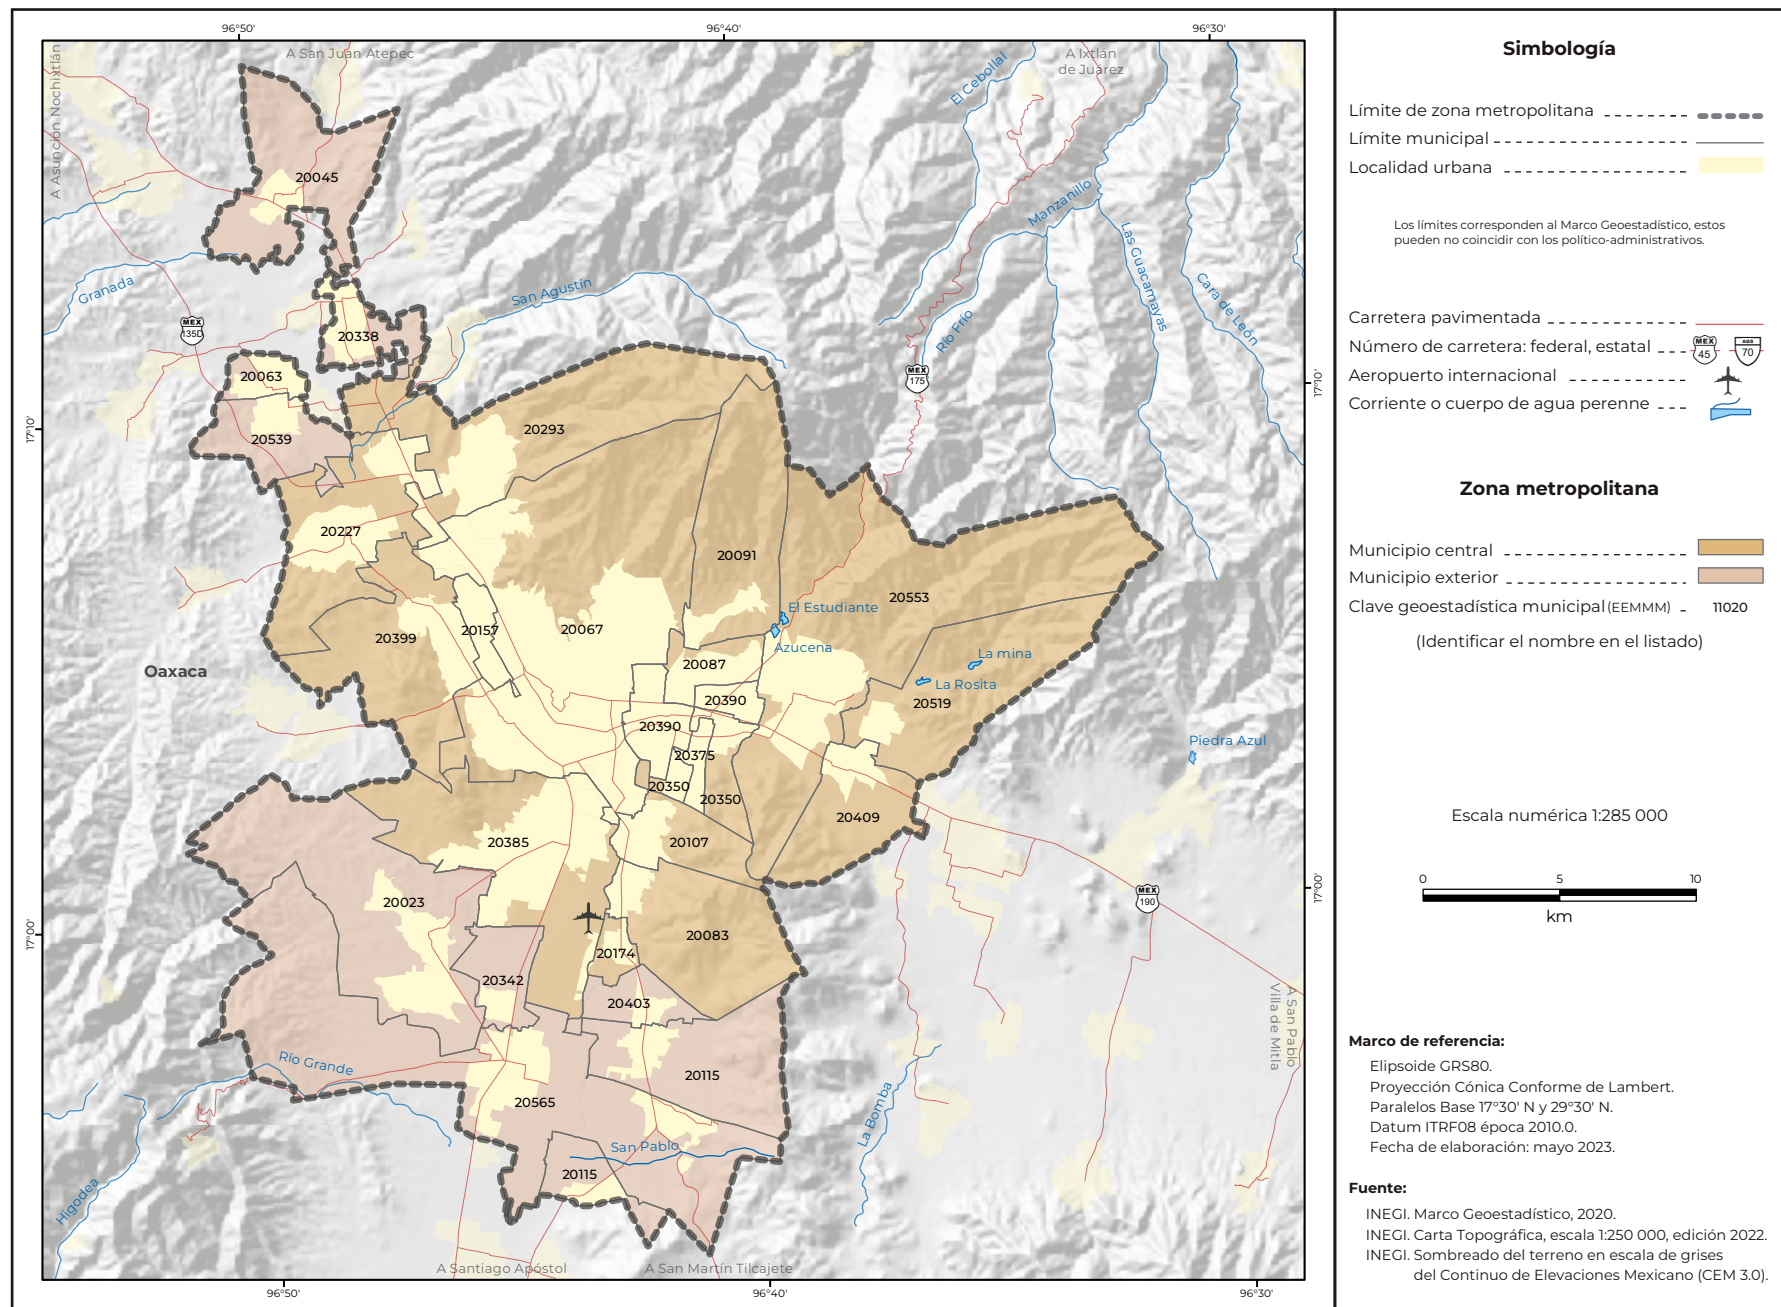 96°50'
96°40'
96°30'
A San Juan Atepec
A Ixtlán
de Juárez
A Asunción Nochixtlán
El Cebollal
20045
Manzanillo
Las Guacamayas
Cara de León
Granada
San Agustín
Río Frío
MEX
135D
20338
MEX
175
20063
17°10'
17°10'
20539
20293
20227
20091
20553
El Estudiante
20399
20157
20067
Azucena
Oaxaca
20087
La mina
La Rosita
20390
20519
20390
Piedra Azul
20375
20350
20350
20409
20385
20107
MEX
190
20023
17°00'
17°00'
20083
20174
20342
20403
A San Pablo
Villa de Mitla
Río Grande
20115
20565
La Bomba
San Pablo
20115
Higodea
A Santiago Apóstol
A San Martín Tilcajete
96°50'
96°40'
96°30'
Simbología
Límite de zona metropolitana
Límite municipal
Localidad urbana
Los límites corresponden al Marco Geoestadístico, estos
pueden no coincidir con los político-administrativos.
Carretera pavimentada
Número de carretera: federal, estatal
MEX
45
AGS
70
Aeropuerto internacional
Corriente o cuerpo de agua perenne
Zona metropolitana
Municipio central
Municipio exterior
Clave geoestadística municipal (EEMMM) 11020
(Identificar el nombre en el listado)
Escala numérica 1:285 000
0 5 10
km
Marco de referencia:
Elipsoide GRS80.
Proyección Cónica Conforme de Lambert.
Paralelos Base 17°30' N y 29°30' N.
Datum ITRF08 época 2010.0.
Fecha de elaboración: mayo 2023.
Fuente:
INEGI. Marco Geoestadístico, 2020.
INEGI. Carta Topográfica, escala 1:250 000, edición 2022.
INEGI. Sombreado del terreno en escala de grises
del Continuo de Elevaciones Mexicano (CEM 3.0).